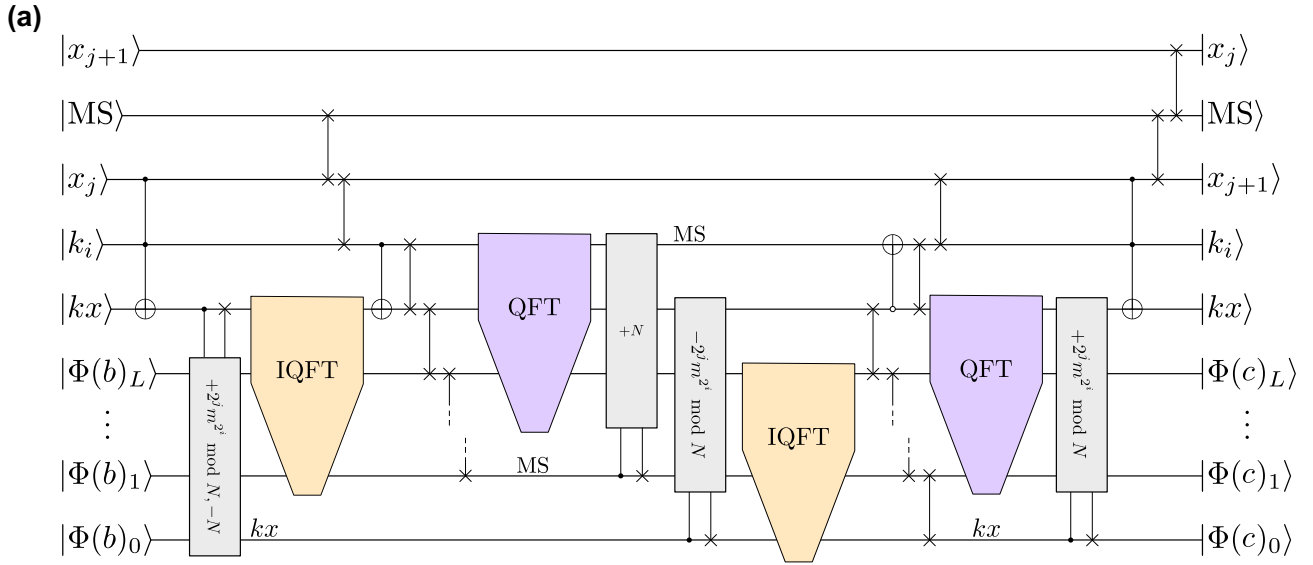 (a)
|x_{j+1}⟩ |x_j⟩
|MS⟩ |MS⟩
|x_j⟩ |x_{j+1}⟩
|k_i⟩ MS |k_i⟩
|kx⟩ QFT +N QFT |kx⟩
|Φ(b)_L⟩ IQFT |Φ(c)_L⟩
⋮ +2^j m^{2^i} mod N, −N −2^j m^{2^i} mod N IQFT +2^j m^{2^i} mod N ⋮
|Φ(b)_1⟩ MS |Φ(c)_1⟩
|Φ(b)_0⟩ kx kx |Φ(c)_0⟩